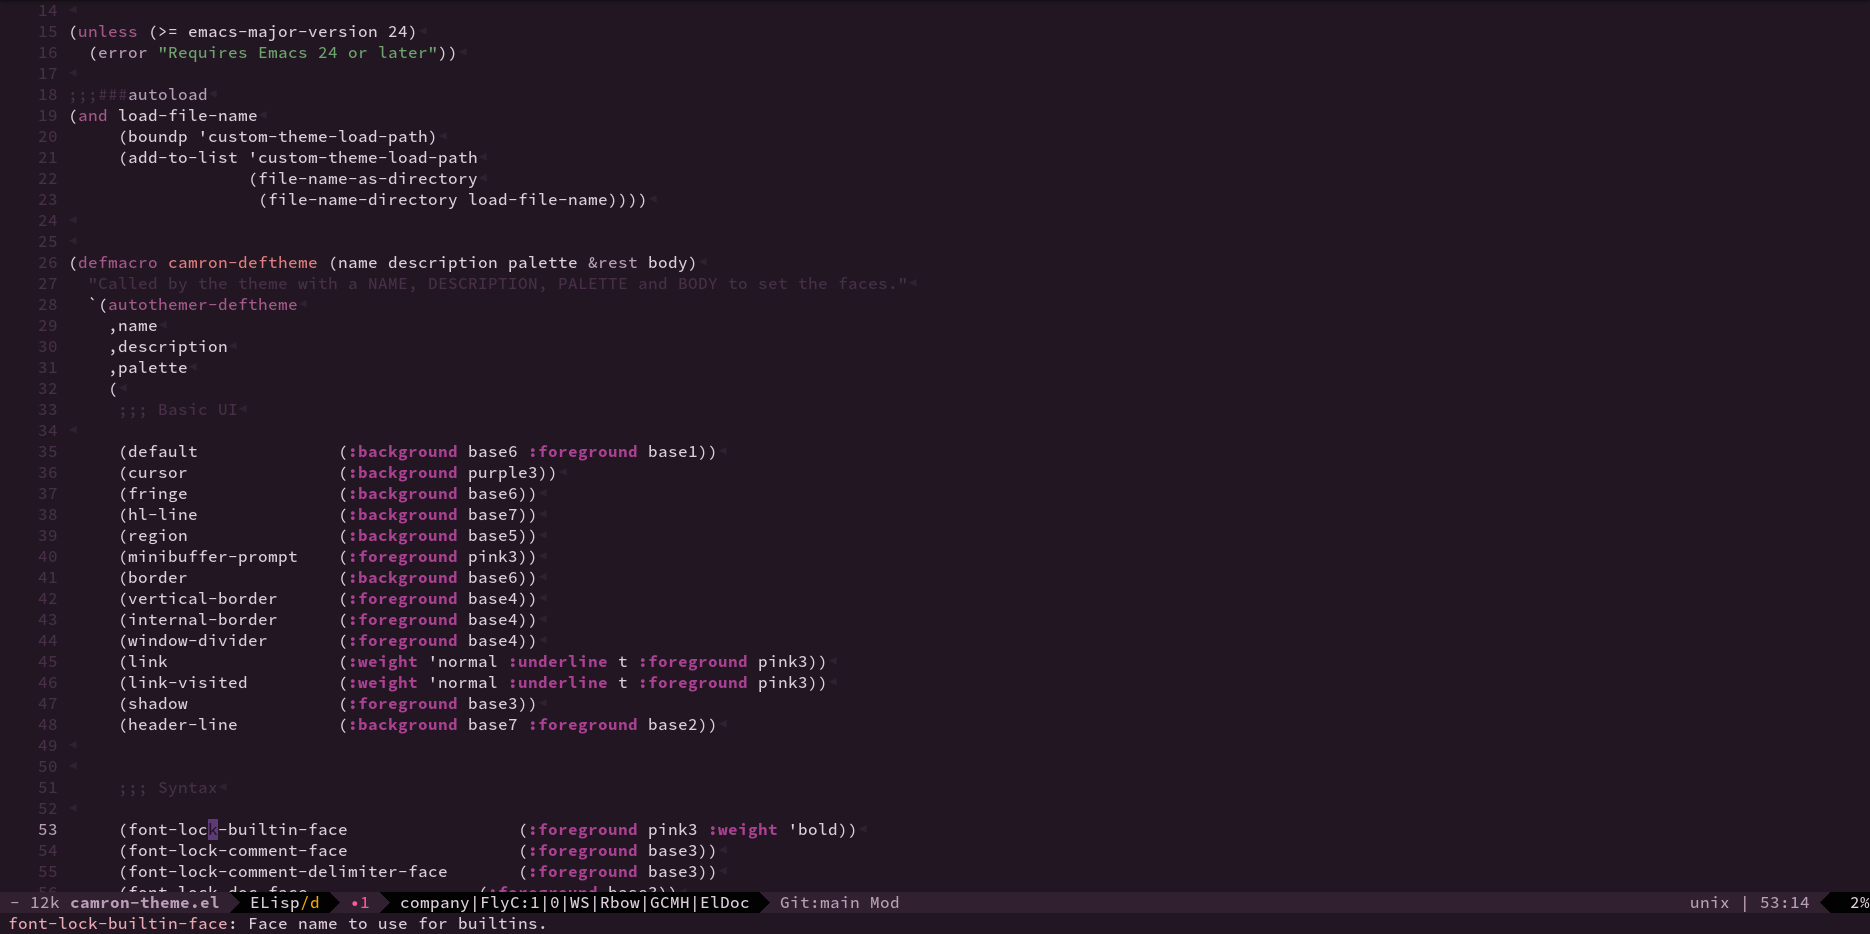 14
15 (unless (>= emacs-major-version 24)
16   (error "Requires Emacs 24 or later"))
17
18 ;;;###autoload
19 (and load-file-name
20      (boundp 'custom-theme-load-path)
21      (add-to-list 'custom-theme-load-path
22                   (file-name-as-directory
23                    (file-name-directory load-file-name))))
24
25
26 (defmacro camron-deftheme (name description palette &rest body)
27   "Called by the theme with a NAME, DESCRIPTION, PALETTE and BODY to set the faces."
28   `(autothemer-deftheme
29     ,name
30     ,description
31     ,palette
32     (
33      ;;; Basic UI
34
35      (default              (:background base6 :foreground base1))
36      (cursor               (:background purple3))
37      (fringe               (:background base6))
38      (hl-line              (:background base7))
39      (region               (:background base5))
40      (minibuffer-prompt    (:foreground pink3))
41      (border               (:background base6))
42      (vertical-border      (:foreground base4))
43      (internal-border      (:foreground base4))
44      (window-divider       (:foreground base4))
45      (link                 (:weight 'normal :underline t :foreground pink3))
46      (link-visited         (:weight 'normal :underline t :foreground pink3))
47      (shadow               (:foreground base3))
48      (header-line          (:background base7 :foreground base2))
49
50
51      ;;; Syntax
52
53      (font-lock-builtin-face                 (:foreground pink3 :weight 'bold))
54      (font-lock-comment-face                 (:foreground base3))
55      (font-lock-comment-delimiter-face       (:foreground base3))
56      (font-lock-doc-face                 (:foreground base3))
- 12k camron-theme.el ELisp/d •1 company|FlyC:1|0|WS|Rbow|GCMH|ElDoc Git:main Mod unix | 53:14 2%
font-lock-builtin-face: Face name to use for builtins.